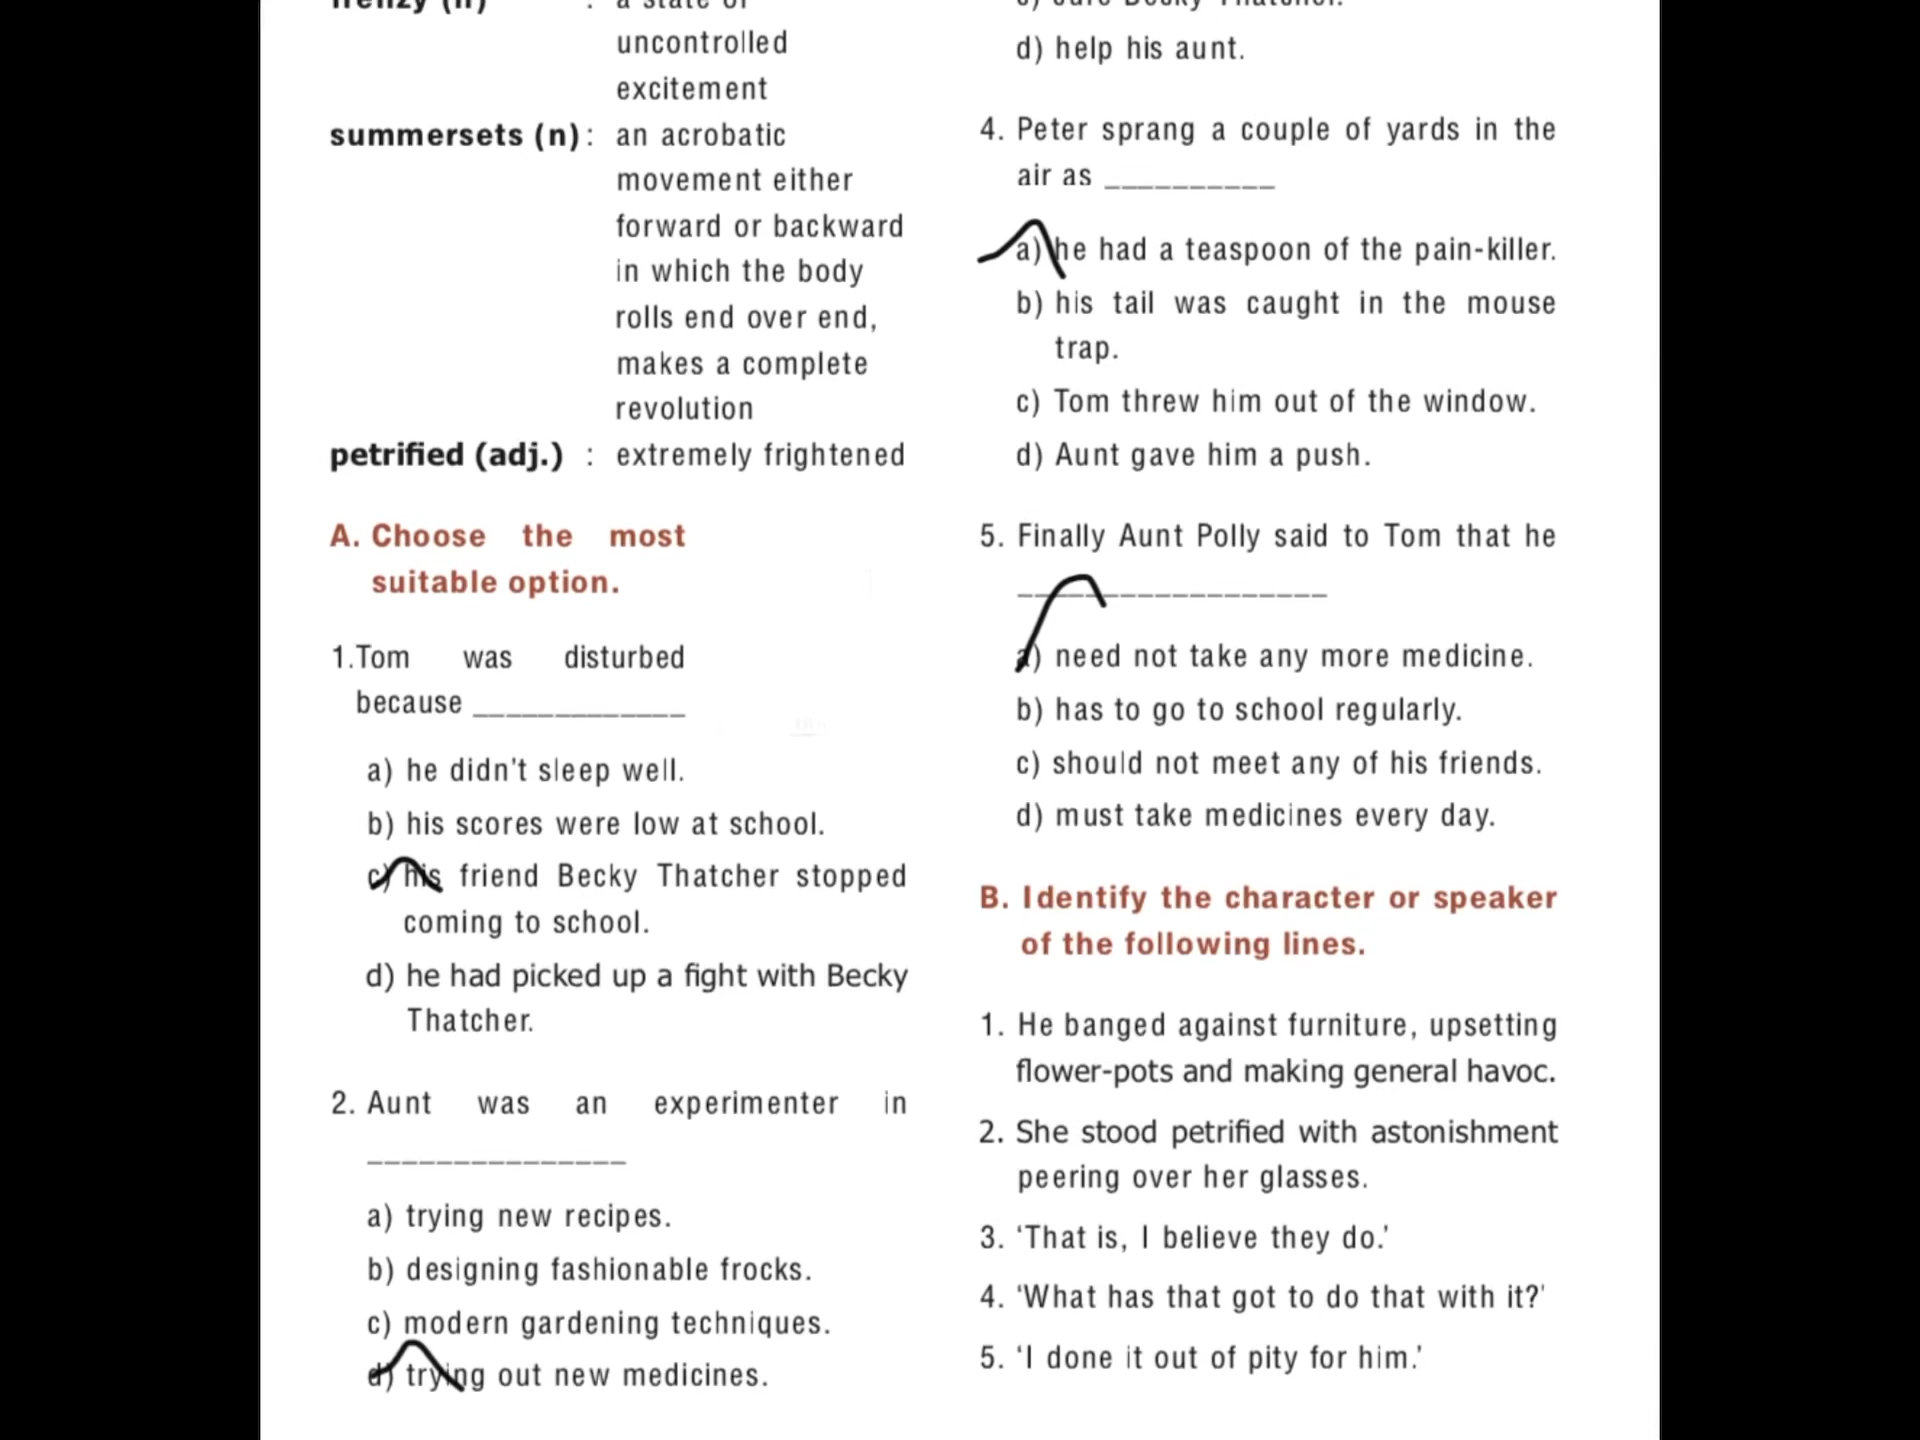 frenzy (n) : a state of
uncontrolled
excitement
summersets (n) : an acrobatic
movement either
forward or backward
in which the body
rolls end over end,
makes a complete
revolution
petrified (adj.) : extremely frightened
A. Choose the most
suitable option.
1.Tom was disturbed
because _____________
a) he didn't sleep well.
b) his scores were low at school.
c) his friend Becky Thatcher stopped
coming to school.
d) he had picked up a fight with Becky
Thatcher.
2. Aunt was an experimenter in
_______________
a) trying new recipes.
b) designing fashionable frocks.
c) modern gardening techniques.
d) trying out new medicines.
c) cure Becky Thatcher.
d) help his aunt.
4. Peter sprang a couple of yards in the
air as __________
a) he had a teaspoon of the pain-killer.
b) his tail was caught in the mouse
trap.
c) Tom threw him out of the window.
d) Aunt gave him a push.
5. Finally Aunt Polly said to Tom that he
__________________
a) need not take any more medicine.
b) has to go to school regularly.
c) should not meet any of his friends.
d) must take medicines every day.
B. Identify the character or speaker
of the following lines.
1. He banged against furniture, upsetting
flower-pots and making general havoc.
2. She stood petrified with astonishment
peering over her glasses.
3. ‘That is, I believe they do.’
4. ‘What has that got to do that with it?'
5. ‘I done it out of pity for him.’